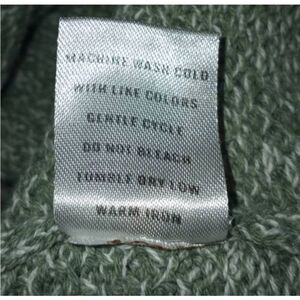 MACHINE WASH COLD
WITH LIKE COLORS
GENTLE CYCLE
DO NOT BLEACH
TUMBLE DRY LOW
WARM IRON